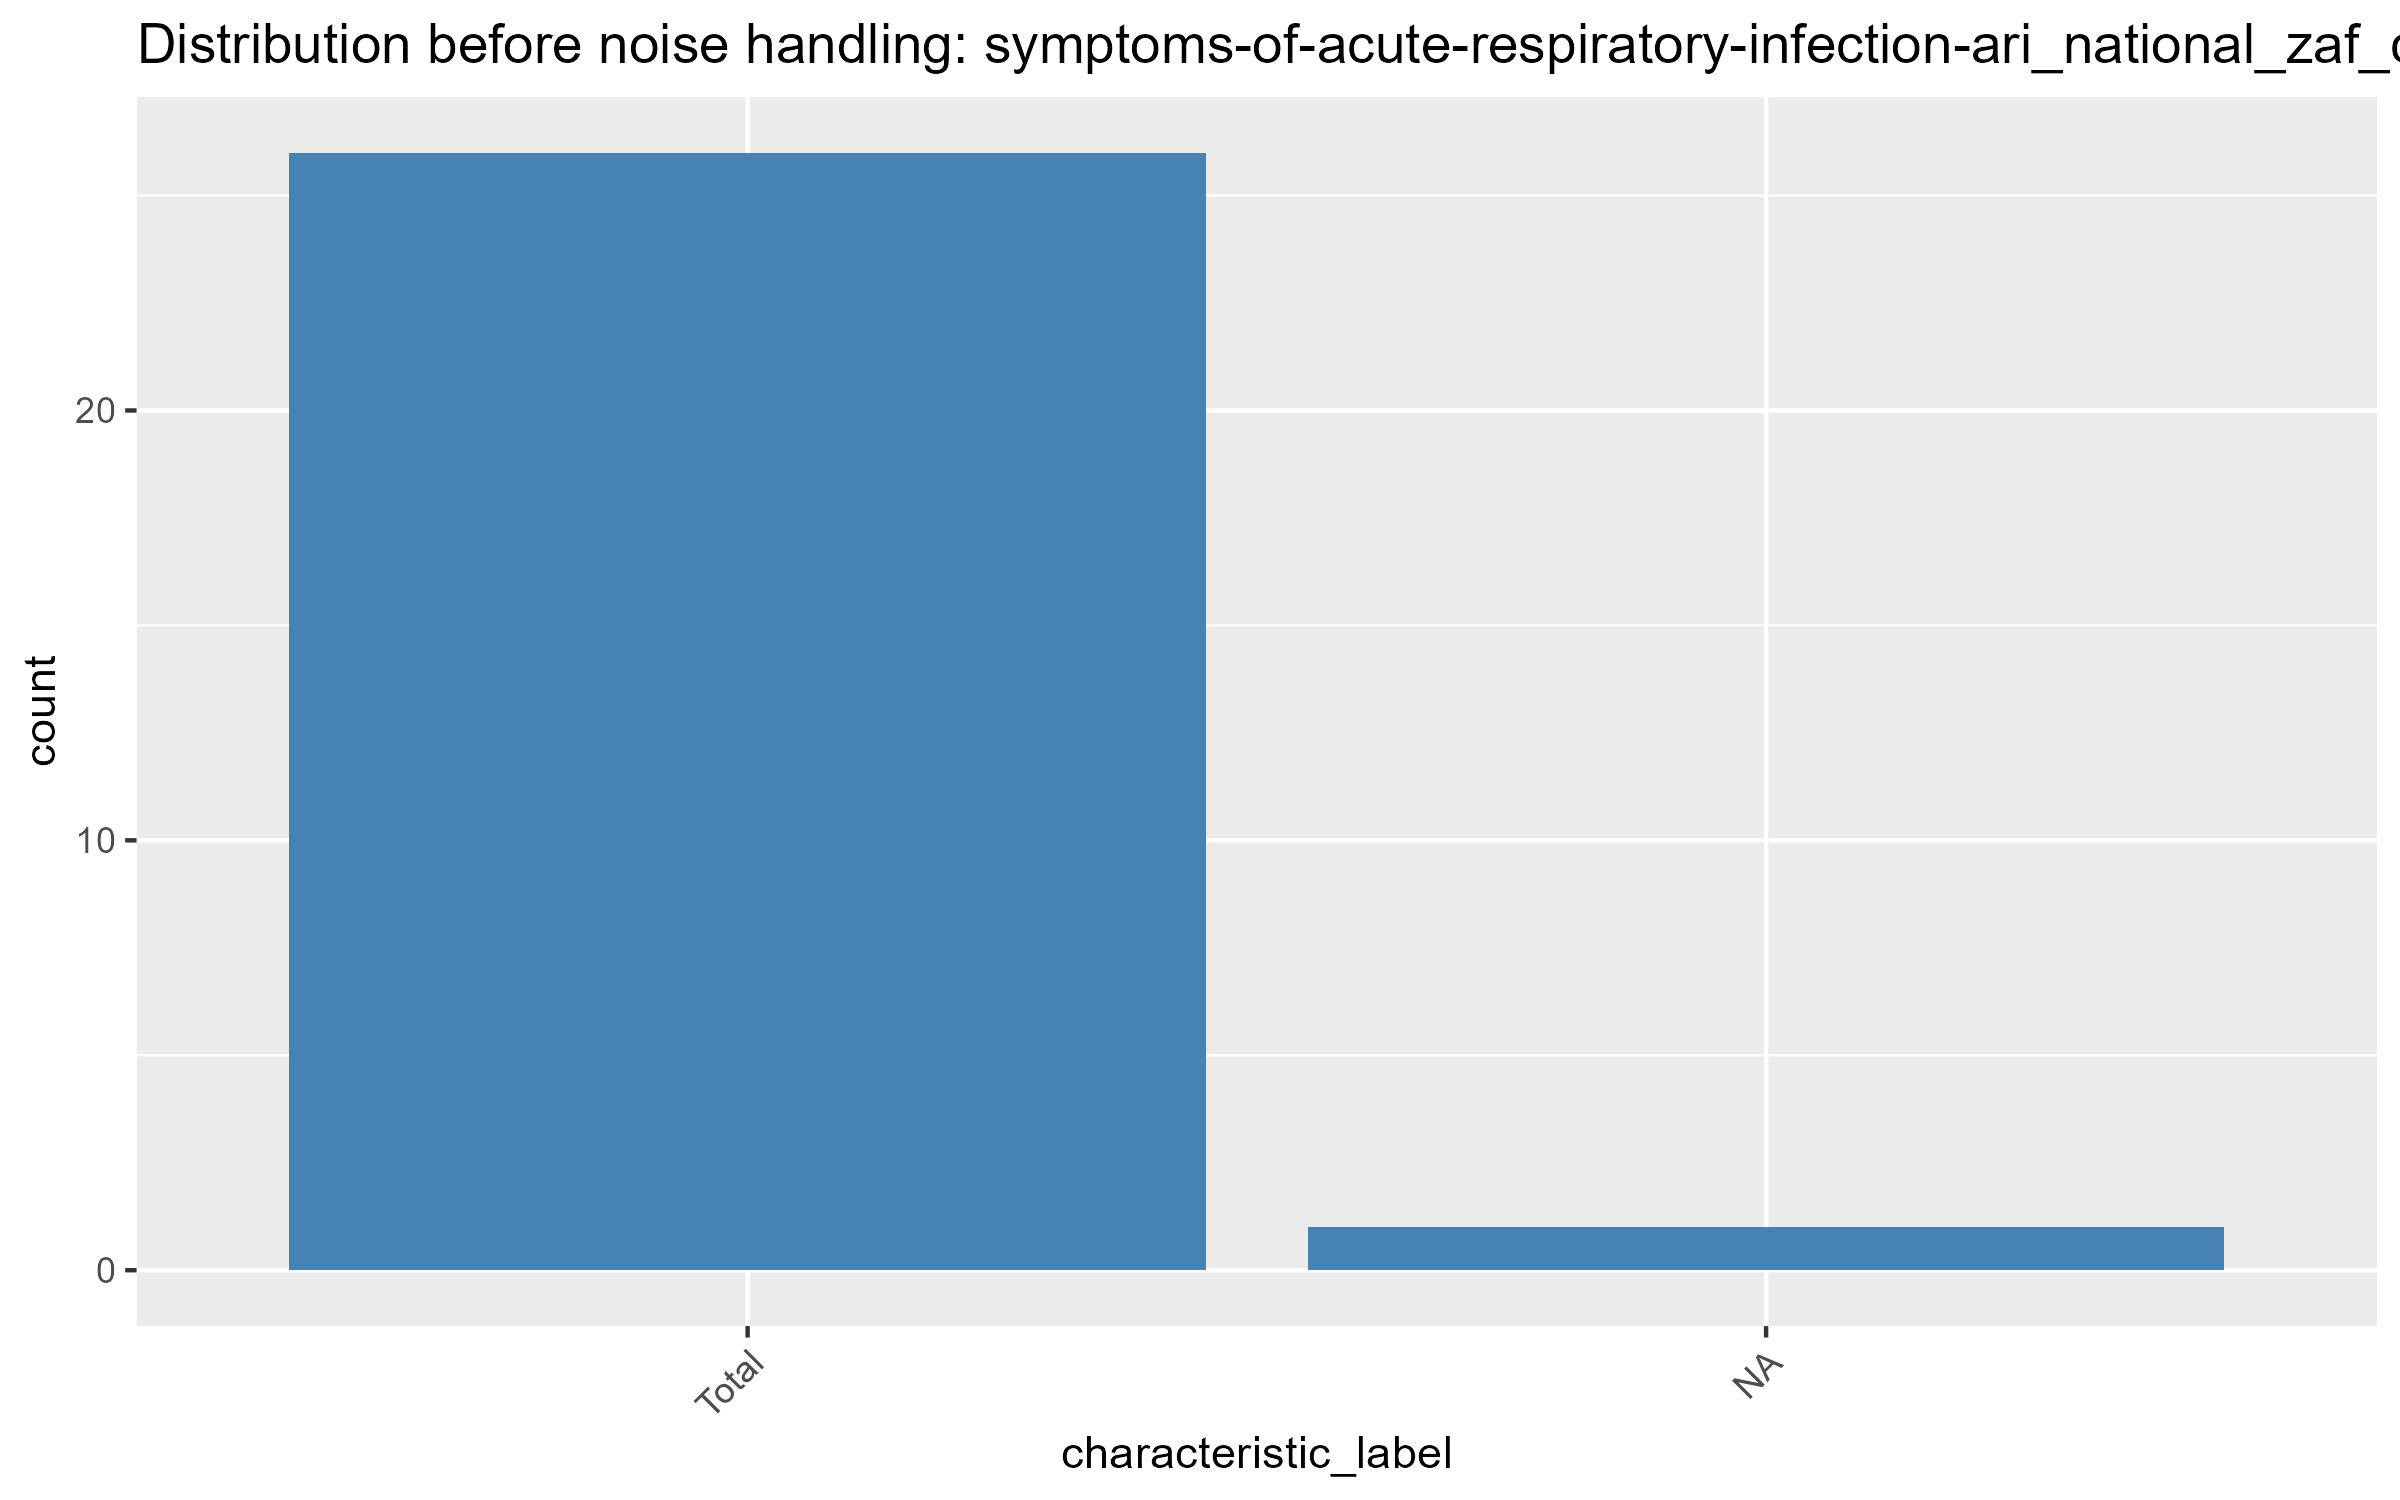 Distribution before noise handling: symptoms-of-acute-respiratory-infection-ari_national_zaf_
count
20
10
0
Total
NA
characteristic_label